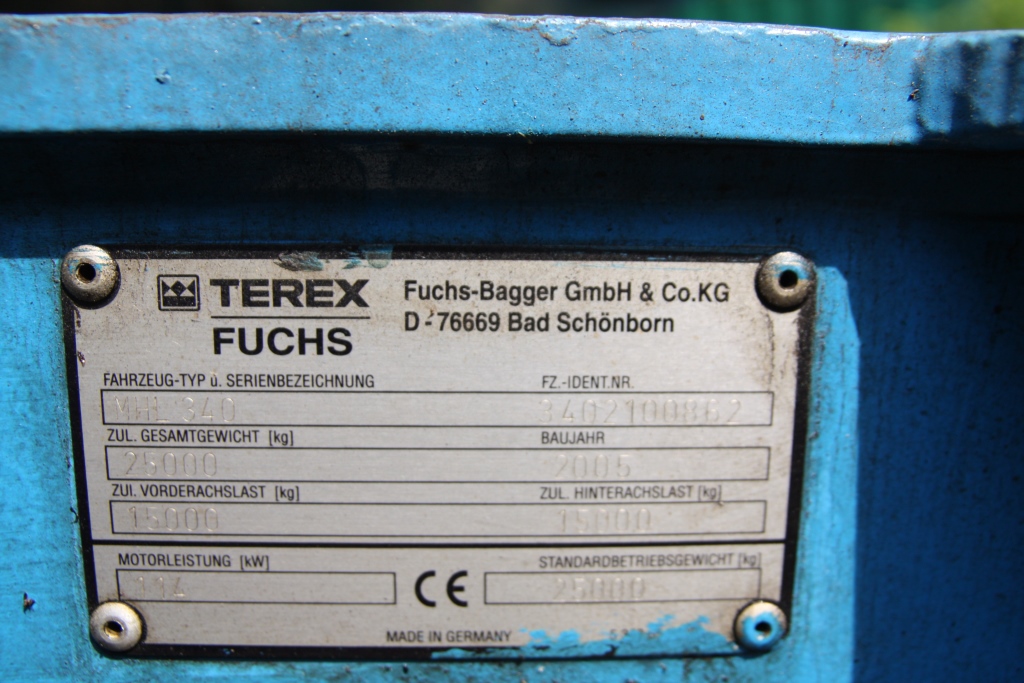 TEREX Fuchs-Bagger GmbH & Co.KG
FUCHS D-76669 Bad Schönborn
FAHRZEUG-TYP u. SERIENBEZEICHNUNG FZ.-IDENT.NR.
MHL 340 3402100862
ZUL. GESAMTGEWICHT [kg] BAUJAHR
25000 2005
ZUL. VORDERACHSLAST [kg] ZUL. HINTERACHSLAST [kg]
15000 15000
MOTORLEISTUNG [kW] STANDARDBETRIEBSGEWICHT [kg]
114 CE 25000
MADE IN GERMANY